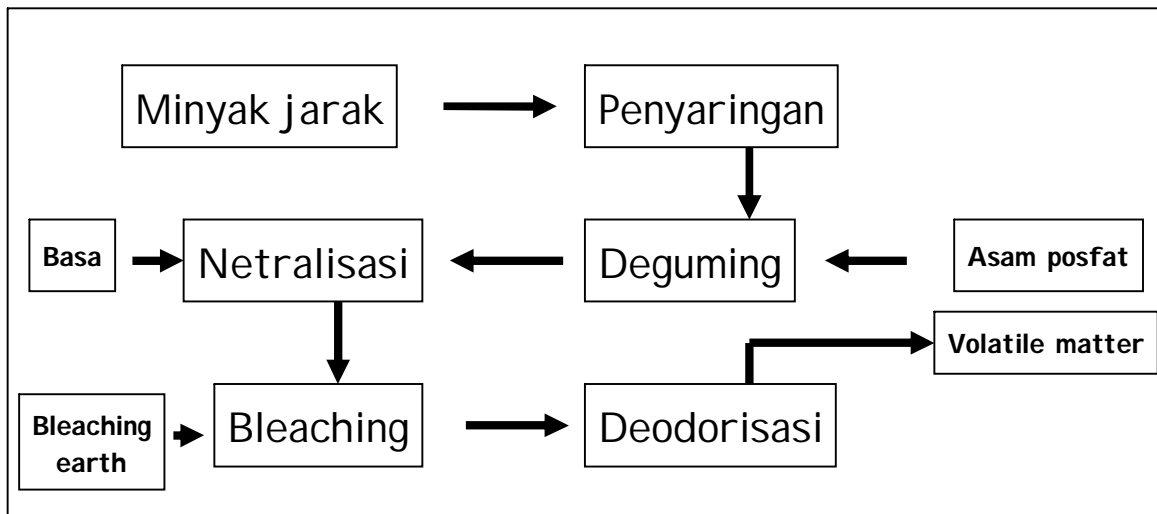 Minyak jarak
Penyaringan
Basa
Netralisasi
Deguming
Asam posfat
Volatile matter
Bleaching
earth
Bleaching
Deodorisasi